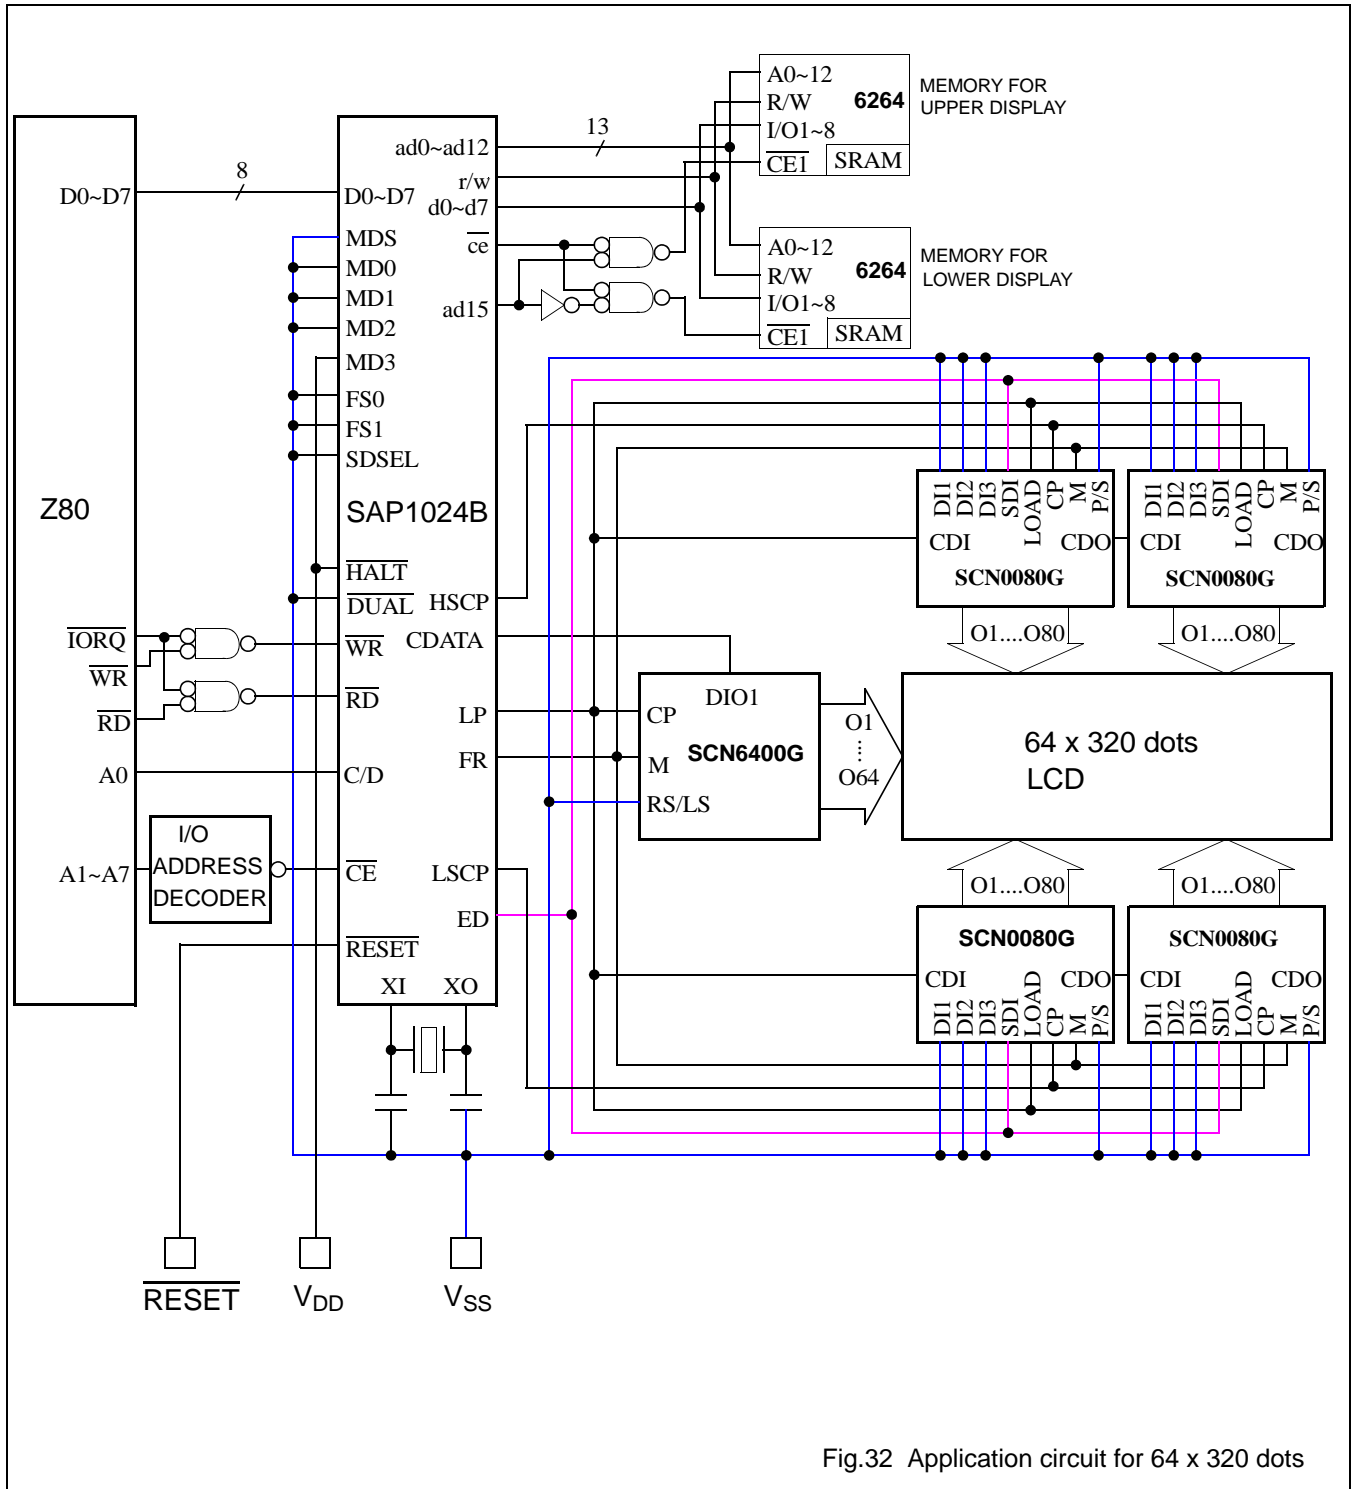 A0~12
R/W
6264
I/O1~8
CE1
SRAM
MEMORY FOR
UPPER DISPLAY
13
8
ad0~ad12
r/w
d0~d7
ce
ad15
A0~12
R/W
6264
I/O1~8
CE1
SRAM
MEMORY FOR
LOWER DISPLAY
D0~D7
Z80
IORQ
WR
RD
A0
A1~A7
I/O
ADDRESS
DECODER
D0~D7
MDS
MD0
MD1
MD2
MD3
FS0
FS1
SDSEL
SAP1024B
HALT
DUAL
WR
RD
C/D
CE
RESET
XI
XO
HSCP
CDATA
LP
FR
LSCP
ED
DIO1
CP
SCN6400G
M
RS/LS
O1
O64
DI1
DI2
DI3
SDI
LOAD
CP
M
P/S
CDI
CDO
SCN0080G
O1....O80
DI1
DI2
DI3
SDI
LOAD
CP
M
P/S
CDI
CDO
SCN0080G
O1....O80
64 x 320 dots
LCD
O1....O80
SCN0080G
CDI
CDO
DI1
DI2
DI3
SDI
LOAD
CP
M
P/S
O1....O80
SCN0080G
CDI
CDO
DI1
DI2
DI3
SDI
LOAD
CP
M
P/S
RESET
VDD
VSS
Fig.32 Application circuit for 64 x 320 dots